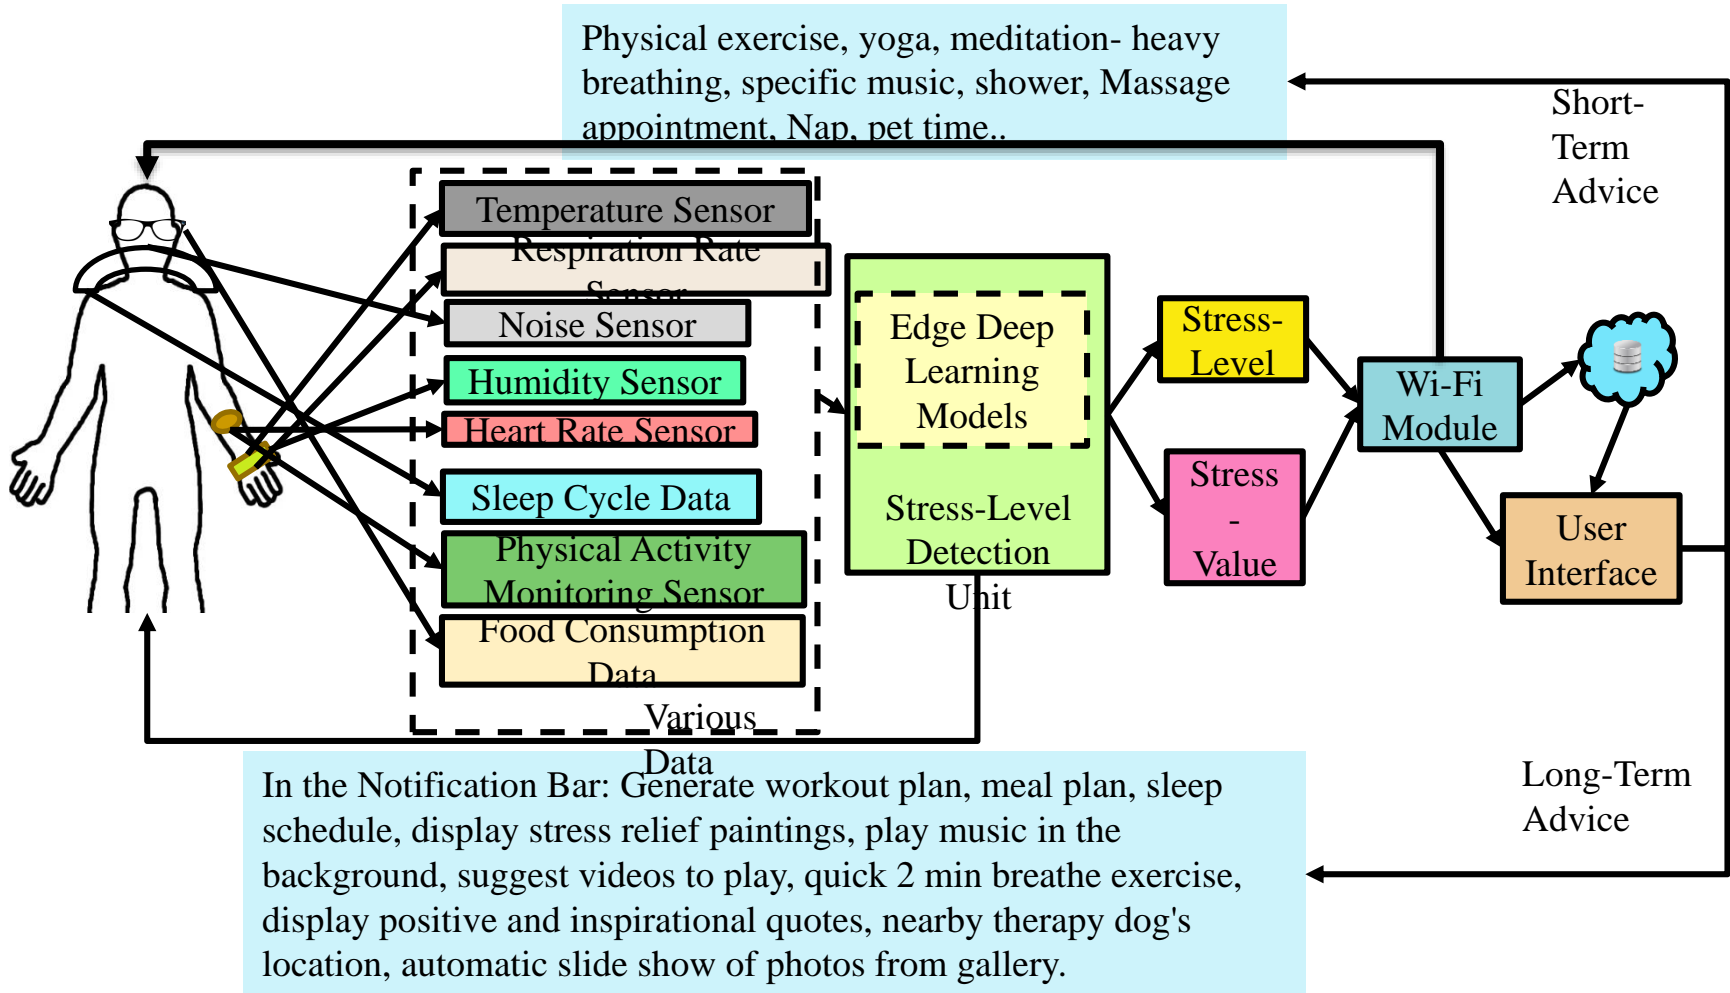 Physical exercise, yoga, meditation- heavy
breathing, specific music, shower, Massage
appointment, Nap, pet time..
Short-
Term
Advice
Temperature Sensor
Respiration Rate
Sensor
Noise Sensor
Humidity Sensor
Heart Rate Sensor
Sleep Cycle Data
Physical Activity
Monitoring Sensor
Food Consumption
Data
Various
Data
Edge Deep
Learning
Models
Stress-Level
Detection
Unit
Stress-
Level
Stress
-
Value
Wi-Fi
Module
User
Interface
Long-Term
Advice
In the Notification Bar: Generate workout plan, meal plan, sleep
schedule, display stress relief paintings, play music in the
background, suggest videos to play, quick 2 min breathe exercise,
display positive and inspirational quotes, nearby therapy dog's
location, automatic slide show of photos from gallery.